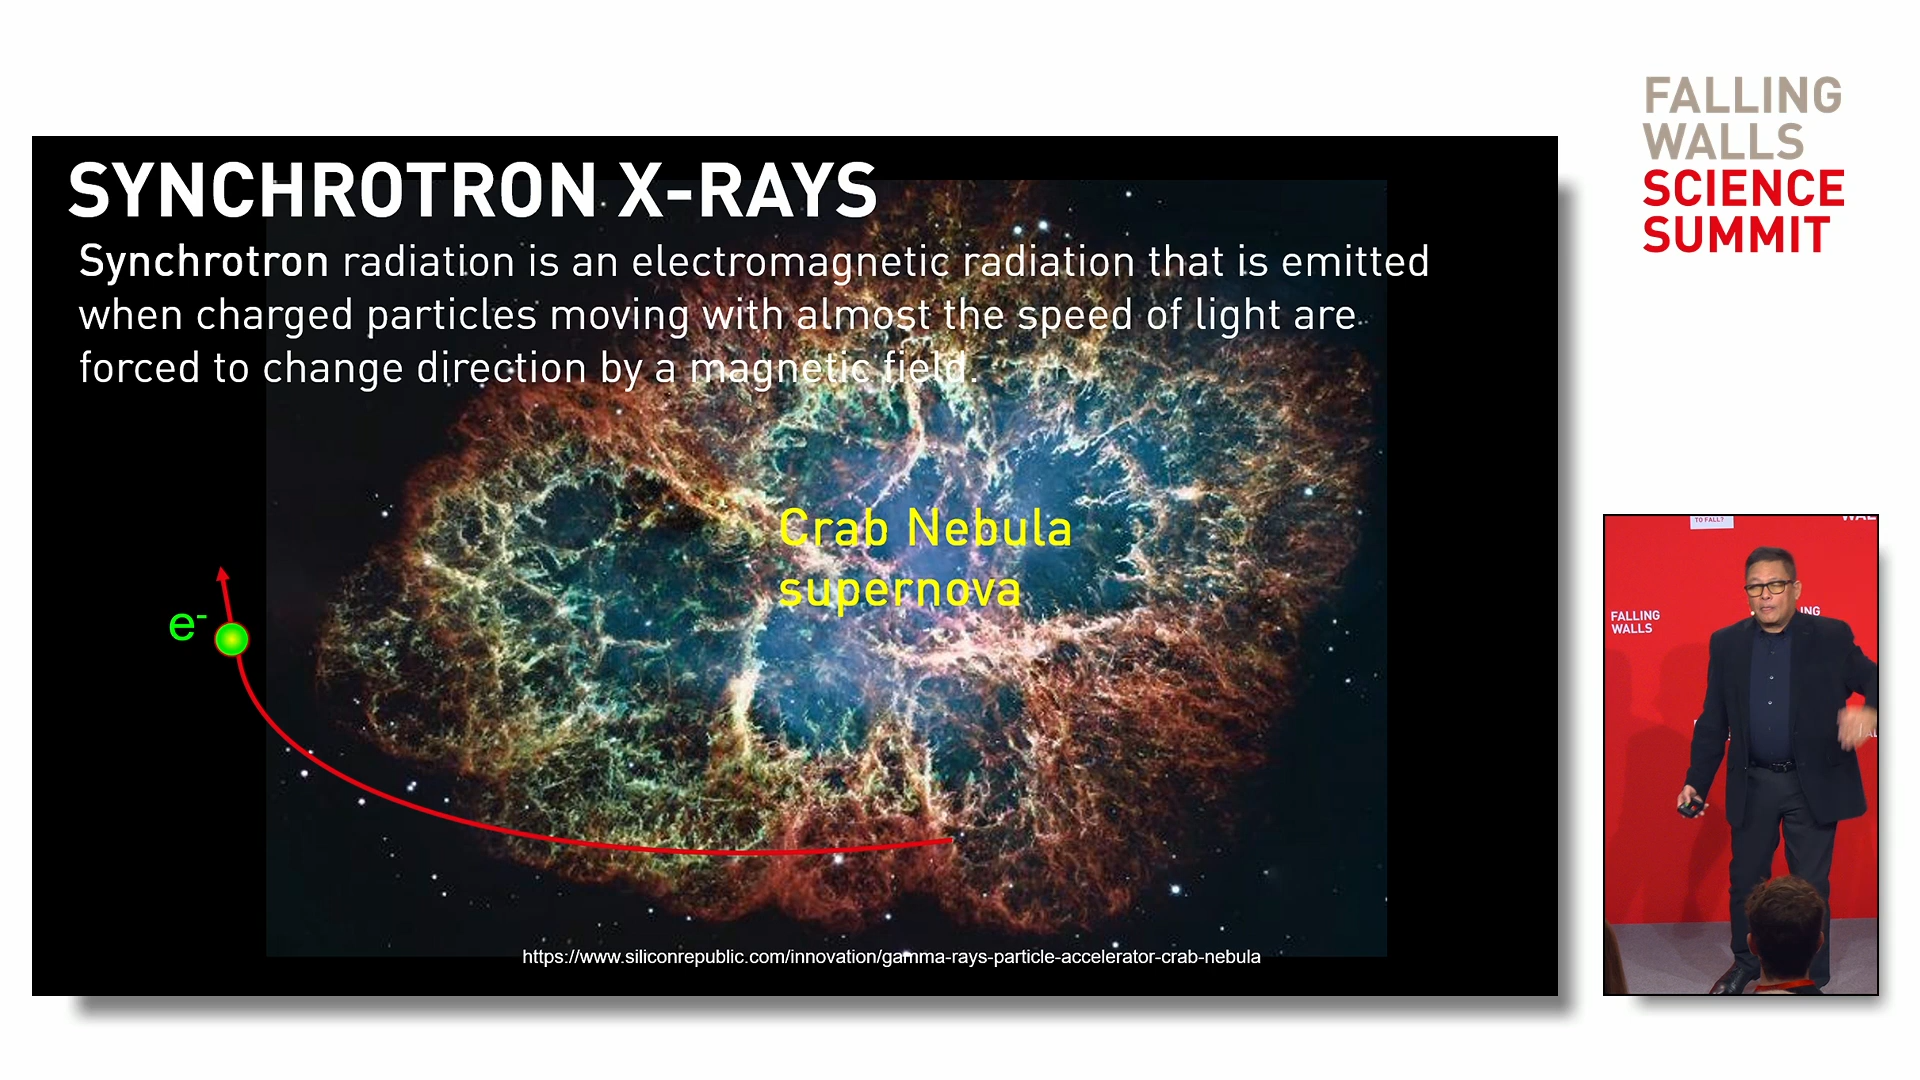 FALLING
WALLS
SCIENCE
SUMMIT
SYNCHROTRON X-RAYS
Synchrotron radiation is an electromagnetic radiation that is emitted
when charged particles moving with almost the speed of light are
forced to change direction by a magnetic field.
Crab Nebula
supernova
e-
https://www.siliconrepublic.com/innovation/gamma-rays-particle-accelerator-crab-nebula
TO FALL?
FALLING
WALLS